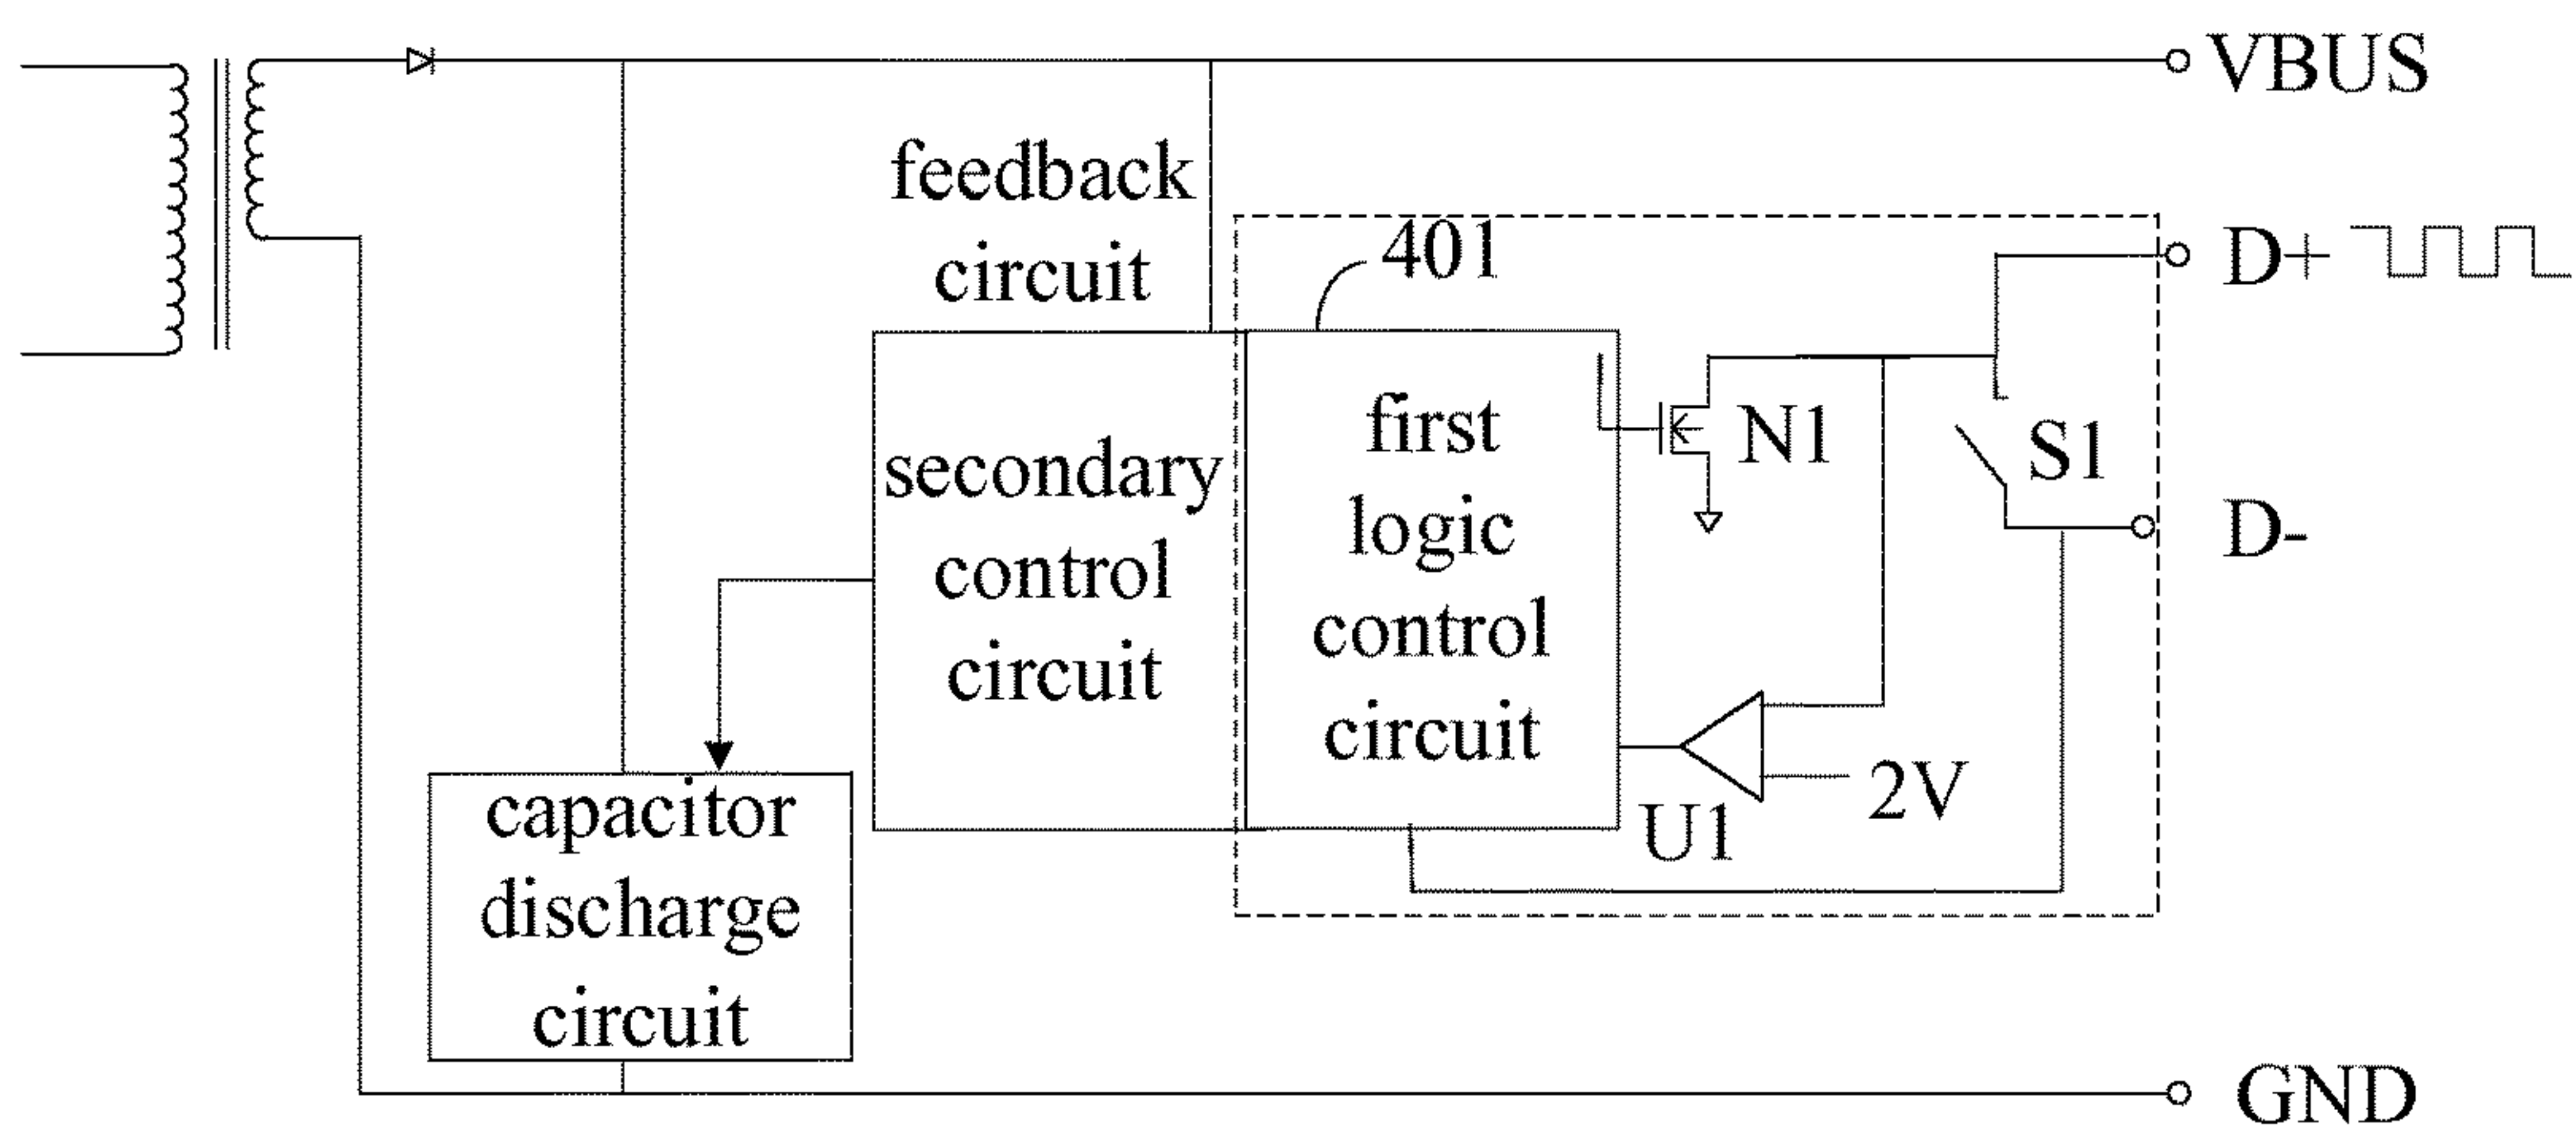 VBUS
feedback
circuit
401
D+
secondary
control
circuit
first
logic
control
circuit
N1
S1
D-
U1
2V
capacitor
discharge
circuit
GND